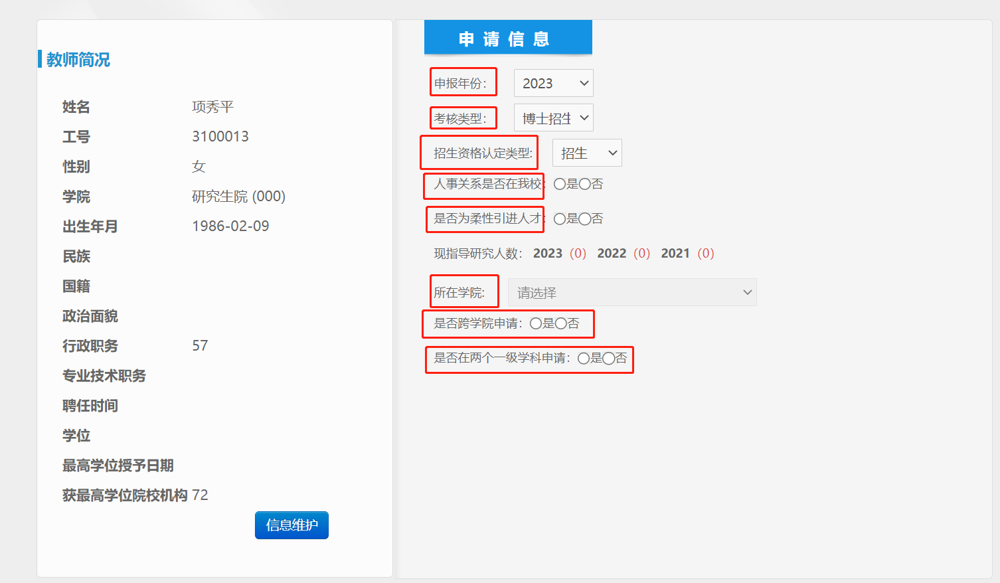 教师简况
姓名 项秀平
工号 3100013
性别 女
学院 研究生院 (000)
出生年月 1986-02-09
民族
国籍
政治面貌
行政职务 57
专业技术职务
聘任时间
学位
最高学位授予日期
获最高学位院校机构 72
信息维护
申请信息
申报年份： 2023
考核类型： 博士招生
招生资格认定类型: 招生
人事关系是否在我校: 是 否
是否为柔性引进人才: 是 否
现指导研究人数： 2023 (0) 2022 (0) 2021 (0)
所在学院: 请选择
是否跨学院申请： 是 否
是否在两个一级学科申请： 是 否